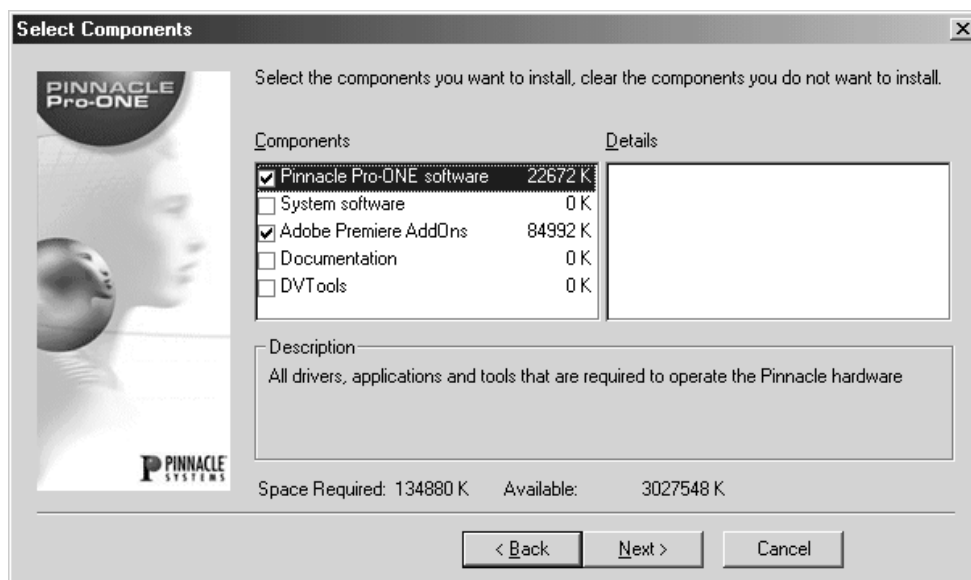 Select Components
PINNACLE
Pro-ONE
Select the components you want to install, clear the components you do not want to install.
Components
Details
Pinnacle Pro-ONE software 22672 K
System software 0 K
Adobe Premiere AddOns 84992 K
Documentation 0 K
DVTools 0 K
Description
All drivers, applications and tools that are required to operate the Pinnacle hardware
PINNACLE
SYSTEMS
Space Required: 134880 K Available: 3027548 K
< Back
Next >
Cancel